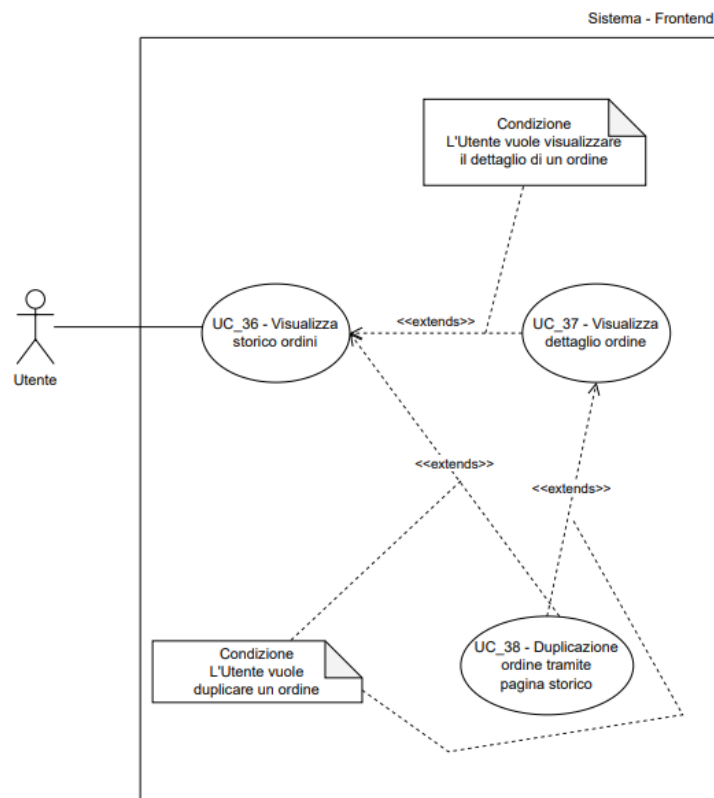 Sistema - Frontend
Condizione
L'Utente vuole visualizzare
il dettaglio di un ordine
UC_36 - Visualizza
storico ordini
<<extends>>
UC_37 - Visualizza
dettaglio ordine
Utente
<<extends>>
<<extends>>
Condizione
L'Utente vuole
duplicare un ordine
UC_38 - Duplicazione
ordine tramite
pagina storico